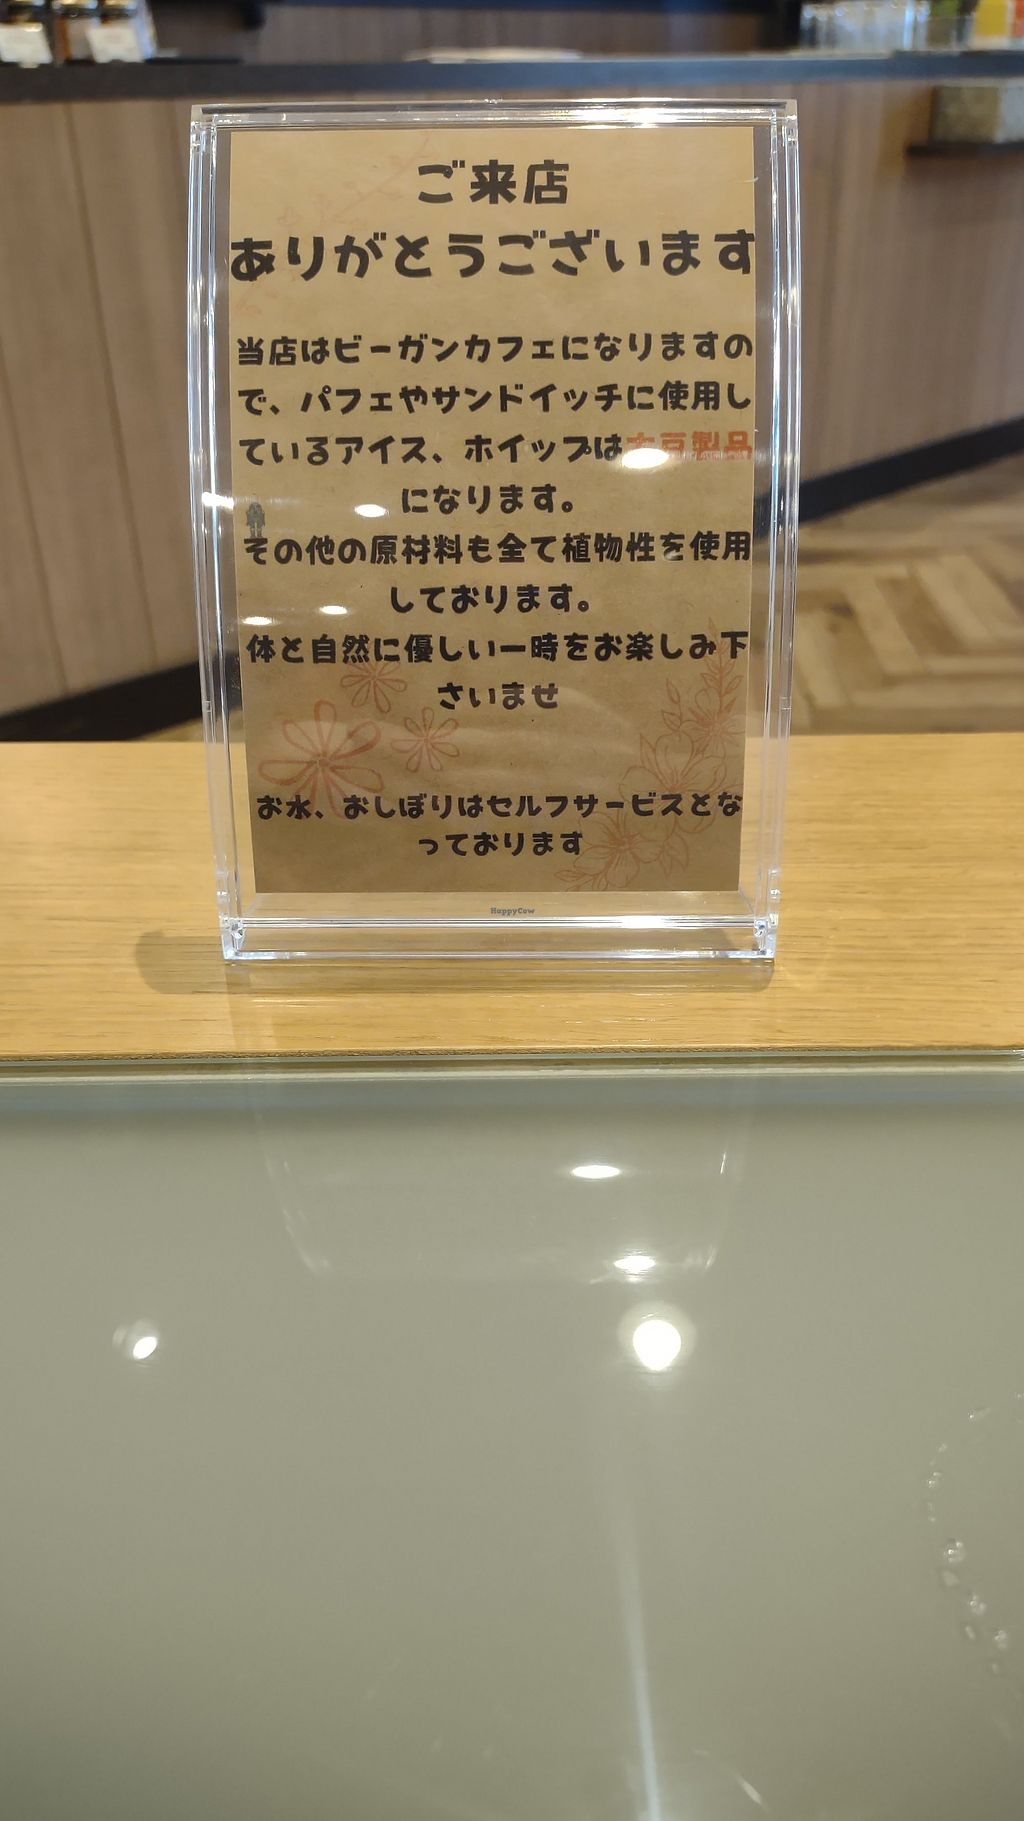 ご来店
ありがとうございます
当店はビーガンカフェになりますの
で、パフェやサンドイッチに使用し
ているアイス、ホイップは大豆製品
になります。
その他の原材料も全て植物性を使用
しております。
体と自然に優しい一時をお楽しみ下
さいませ
お水、おしぼりはセルフサービスとな
っております
HappyCow